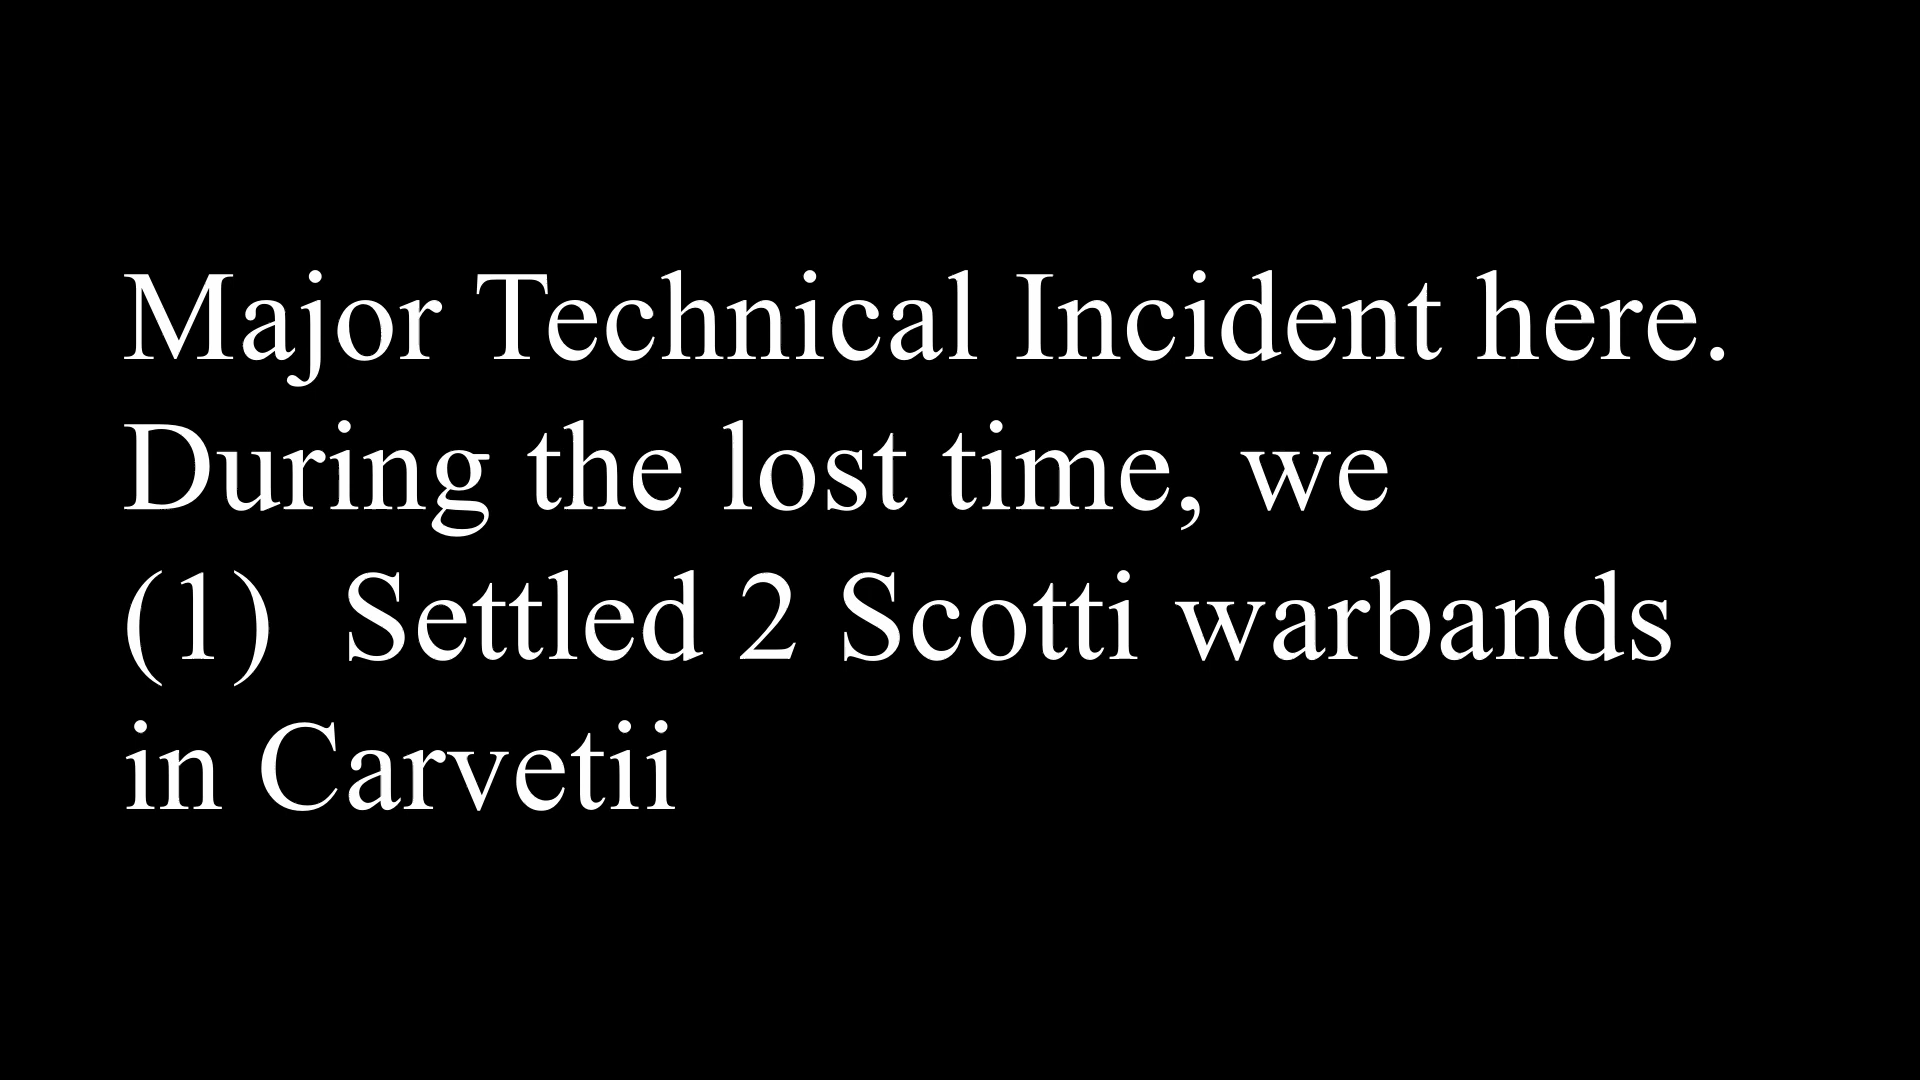 Major Technical Incident here.
During the lost time, we
(1)  Settled 2 Scotti warbands
in Carvetii